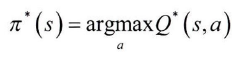 π*(s) = argmax Q*(s,a)
a